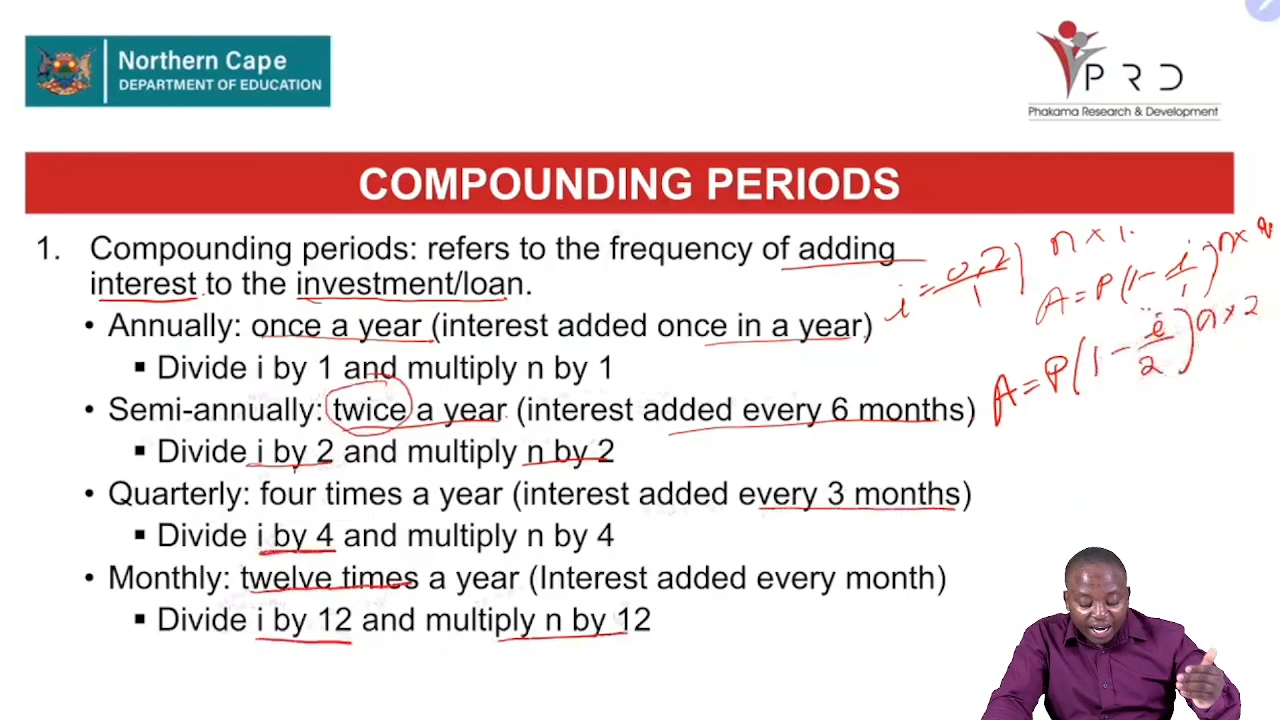 Northern Cape
DEPARTMENT OF EDUCATION
PRD
Phakama Research & Development
COMPOUNDING PERIODS
1. Compounding periods: refers to the frequency of adding
interest to the investment/loan.
• Annually: once a year (interest added once in a year)
▪ Divide i by 1 and multiply n by 1
• Semi-annually: twice a year (interest added every 6 months)
▪ Divide i by 2 and multiply n by 2
• Quarterly: four times a year (interest added every 3 months)
▪ Divide i by 4 and multiply n by 4
• Monthly: twelve times a year (Interest added every month)
▪ Divide i by 12 and multiply n by 12
i = 0,2/1 n × 1
A = P(1 - i/1)
A = P(1 - i/2)^n × 2